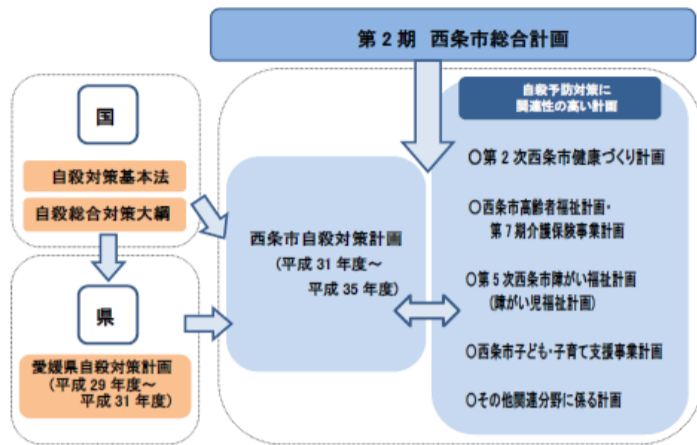 第2期 西条市総合計画
国
自殺対策基本法
自殺総合対策大綱
県
愛媛県自殺対策計画
(平成29年度～
平成31年度)
西条市自殺対策計画
(平成31年度～
平成35年度)
自殺予防対策に
関連性の高い計画
○第2次西条市健康づくり計画
○西条市高齢者福祉計画・
第7期介護保険事業計画
○第5次西条市障がい福祉計画
(障がい児福祉計画)
○西条市子ども・子育て支援事業計画
○その他関連分野に係る計画